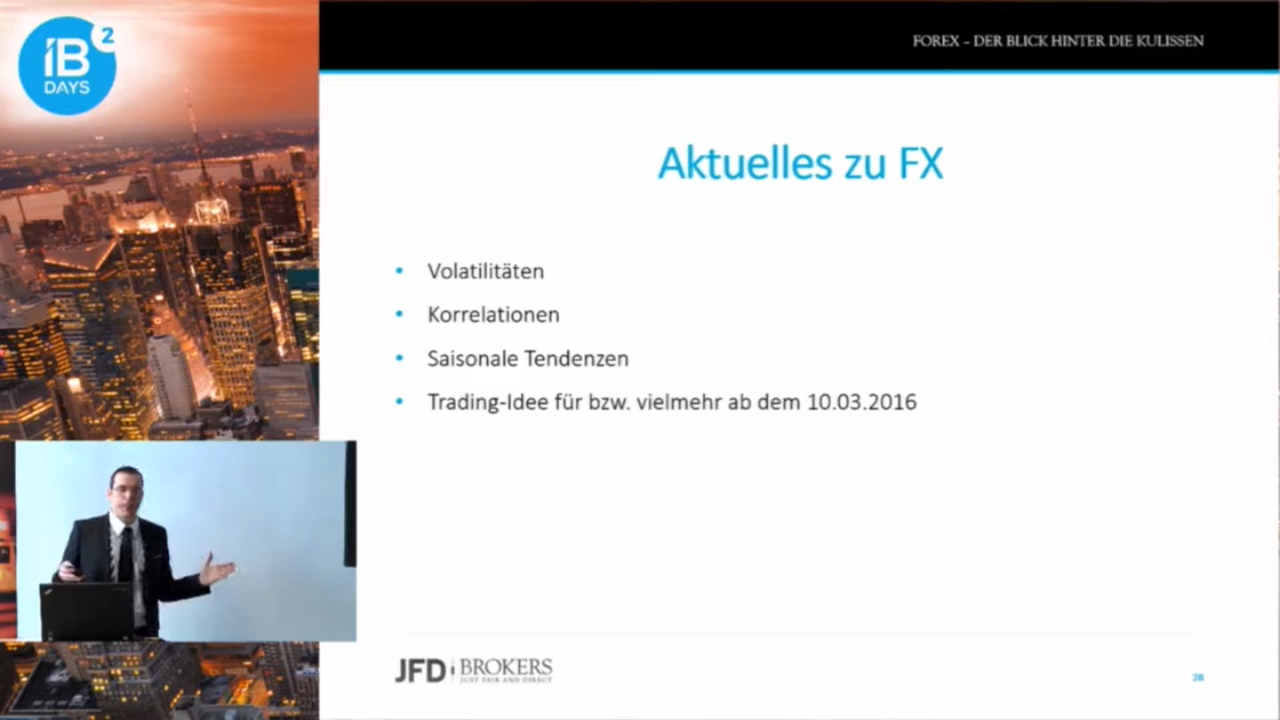 iB 2
DAYS
FOREX – DER BLICK HINTER DIE KULISSEN
Aktuelles zu FX
• Volatilitäten
• Korrelationen
• Saisonale Tendenzen
• Trading-Idee für bzw. vielmehr ab dem 10.03.2016
JFD BROKERS
JUST FAIR AND DIRECT
28